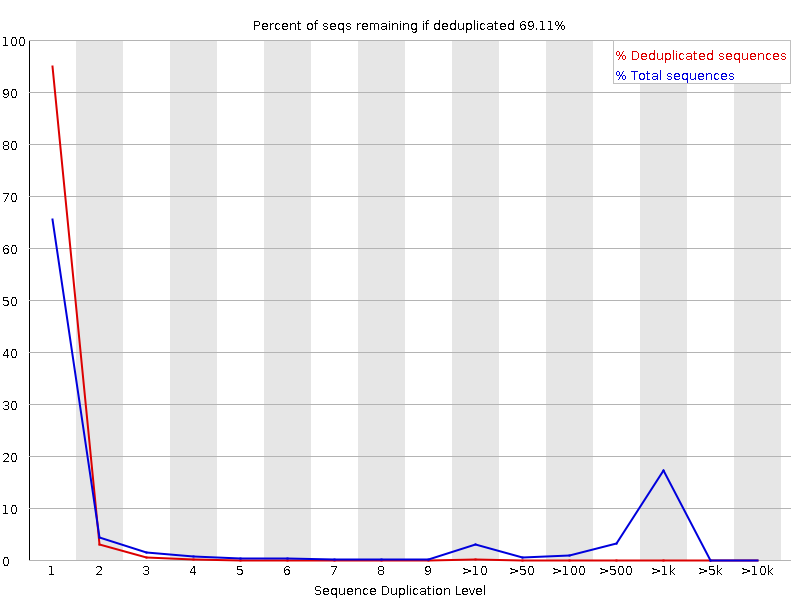 Percent of seqs remaining if deduplicated 69.11%
% Deduplicated sequences
% Total sequences
100
90
80
70
60
50
40
30
20
10
0
1 2 3 4 5 6 7 8 9 >10 >50 >100 >500 >1k >5k >10k
Sequence Duplication Level